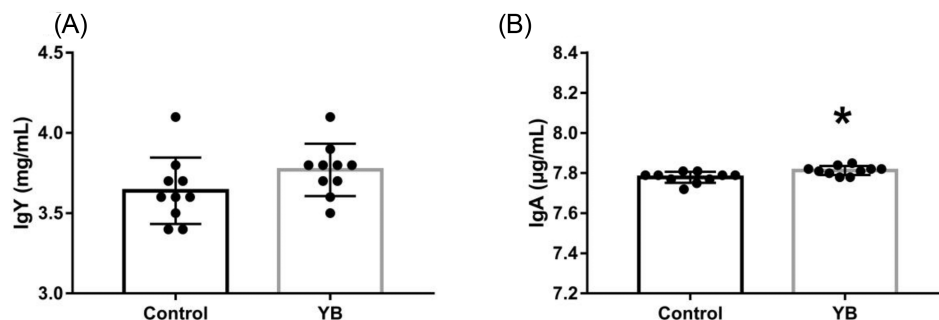 (A)
4.5
4.0
3.5
3.0
IgY (mg/mL)
Control
YB
(B)
8.4
8.2
8.0
7.8
7.6
7.4
7.2
IgA (µg/mL)
*
Control
YB